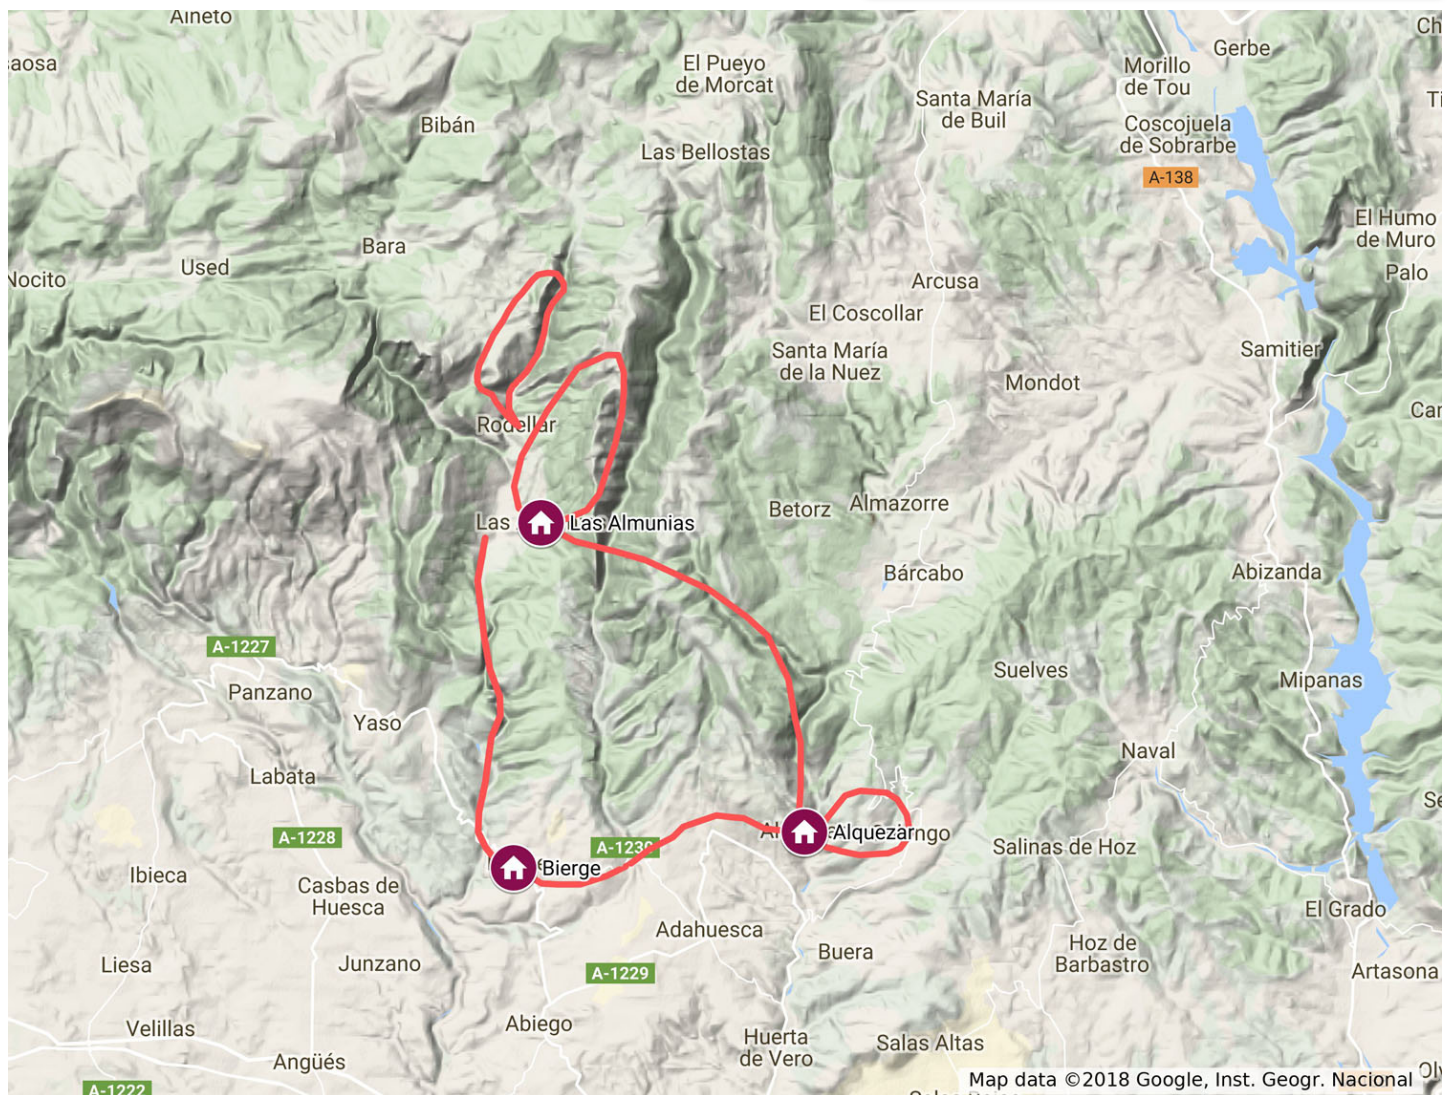 Aineto
Gerbe
El Pueyo
de Morcat
Morillo
de Tou
Santa María
de Buil
Bibán
Coscojuela
de Sobrarbe
Las Bellostas
A-138
El Humo
de Muro
Bara
Used
Nocito
Palo
Arcusa
El Coscollar
Samitier
Santa María
de la Nuez
Mondot
Rodellar
Almazorre
Betorz
Las
Las Almunias
Bárcabo
Abizanda
A-1227
Suelves
Mipanas
Panzano
Yaso
Naval
Labata
Alquezar
A-1228
Salinas de Hoz
Bierge
Ibieca
Casbas de
Huesca
El Grado
Adahuesca
Buera
Hoz de
Barbastro
Liesa
Junzano
A-1229
Artasona
Velillas
Abiego
Huerta
de Vero
Salas Altas
Angüés
Map data ©2018 Google, Inst. Geogr. Nacional
A-1222